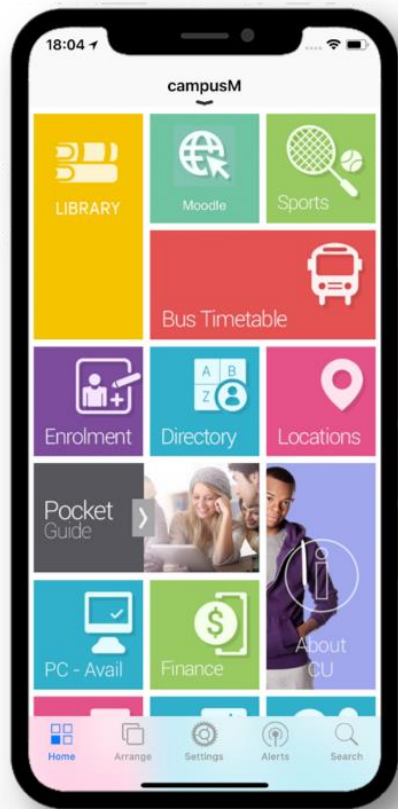 18:04
campusM
LIBRARY
Moodle
Sports
Bus Timetable
Enrolment
A B
Z
Directory
Locations
Pocket
Guide
PC - Avail
$
Finance
i
About
CU
Home
Arrange
Settings
Alerts
Search